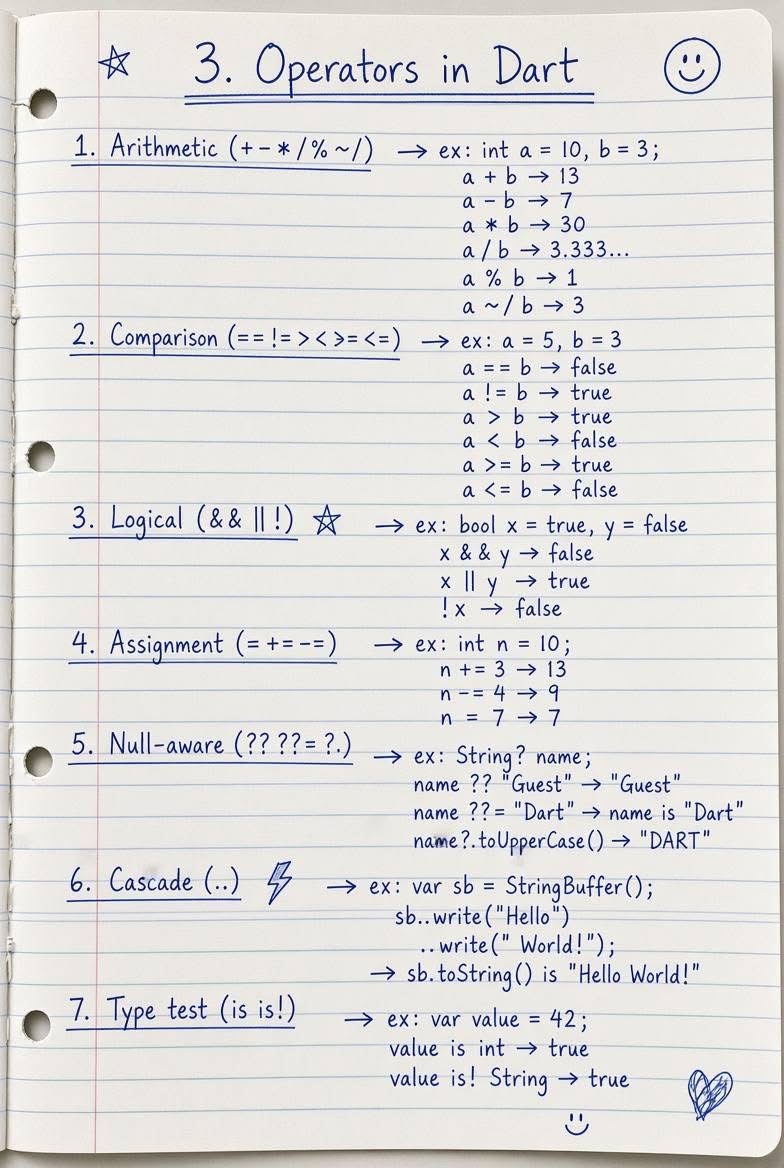 3. Operators in Dart
1. Arithmetic (+ - * / % ~/) → ex: int a = 10, b = 3;
a + b → 13
a - b → 7
a * b → 30
a / b → 3.333...
a % b → 1
a ~/ b → 3
2. Comparison (== != > < >= <=) → ex: a = 5, b = 3
a == b → false
a != b → true
a > b → true
a < b → false
a >= b → true
a <= b → false
3. Logical (&& || !) → ex: bool x = true, y = false
x && y → false
x || y → true
!x → false
4. Assignment (= += -=) → ex: int n = 10;
n += 3 → 13
n -= 4 → 9
n = 7 → 7
5. Null-aware (?? ??= ?.) → ex: String? name;
name ?? "Guest" → "Guest"
name ??= "Dart" → name is "Dart"
name?.toUpperCase() → "DART"
6. Cascade (..) → ex: var sb = StringBuffer();
sb..write("Hello")
..write(" World!");
→ sb.toString() is "Hello World!"
7. Type test (is is!) → ex: var value = 42;
value is int → true
value is! String → true